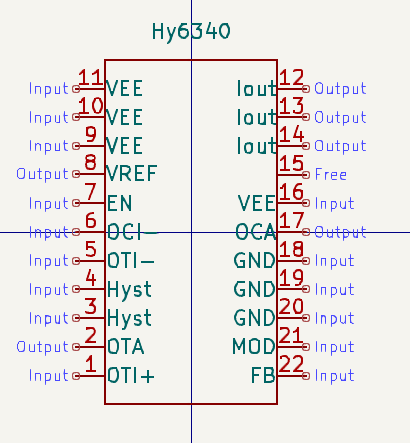 Hy6340
Input 11 VEE Iout 12 Output
Input 10 VEE Iout 13 Output
Input 9 VEE Iout 14 Output
Output 8 VREF 15 Free
Input 7 EN VEE 16 Input
Input 6 OCI- OCA 17 Output
Input 5 OTI- GND 18 Input
Input 4 Hyst GND 19 Input
Input 3 Hyst GND 20 Input
Output 2 OTA MOD 21 Input
Input 1 OTI+ FB 22 Input